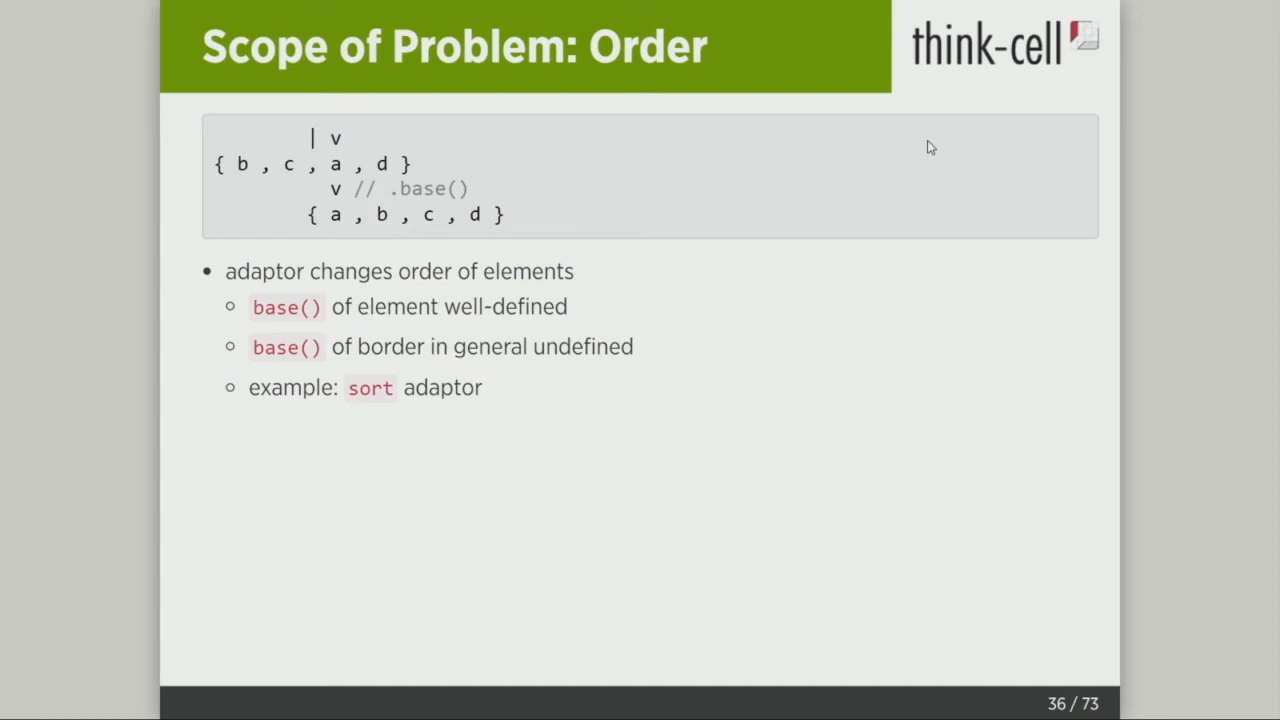 Scope of Problem: Order
think-cell
| v
{ b , c , a , d }
v // .base()
{ a , b , c , d }
• adaptor changes order of elements
○ base() of element well-defined
○ base() of border in general undefined
○ example: sort adaptor
36 / 73